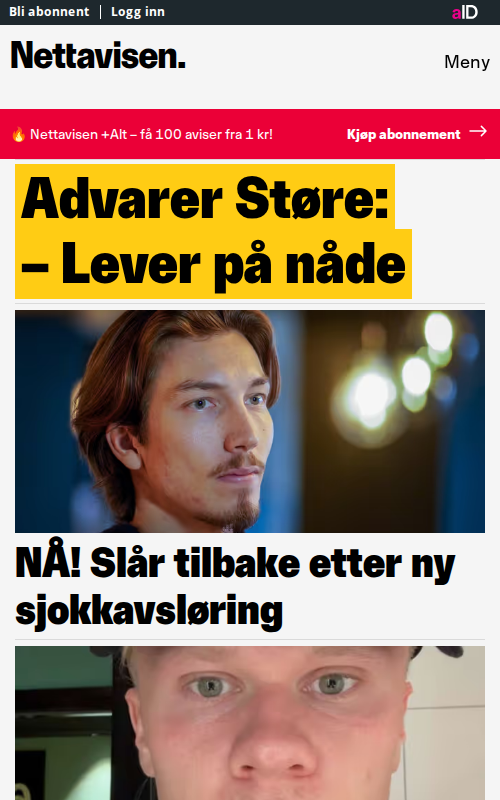 Bli abonnent | Logg inn
aID
Nettavisen.
Meny
🔥 Nettavisen +Alt – få 100 aviser fra 1 kr!
Kjøp abonnement →
Advarer Støre:
– Lever på nåde
NÅ! Slår tilbake etter ny
sjokkavsløring